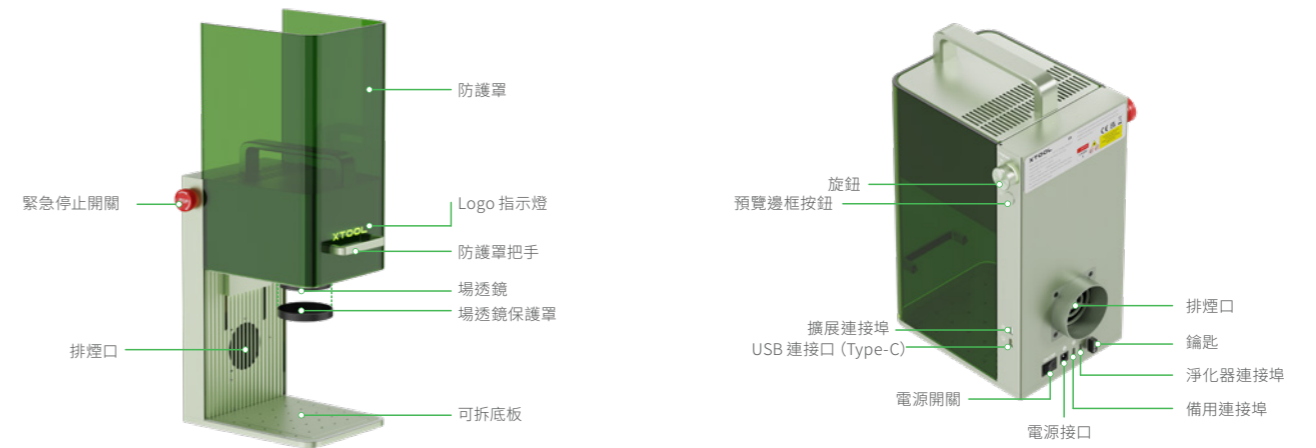 防護罩
緊急停止開關
Logo 指示燈
XTOOL
防護罩把手
場透鏡
場透鏡保護罩
排煙口
可拆底板
XTOOL
旋鈕
預覽邊框按鈕
排煙口
擴展連接埠
USB 連接口 (Type-C)
鑰匙
淨化器連接埠
電源開關
備用連接埠
電源接口